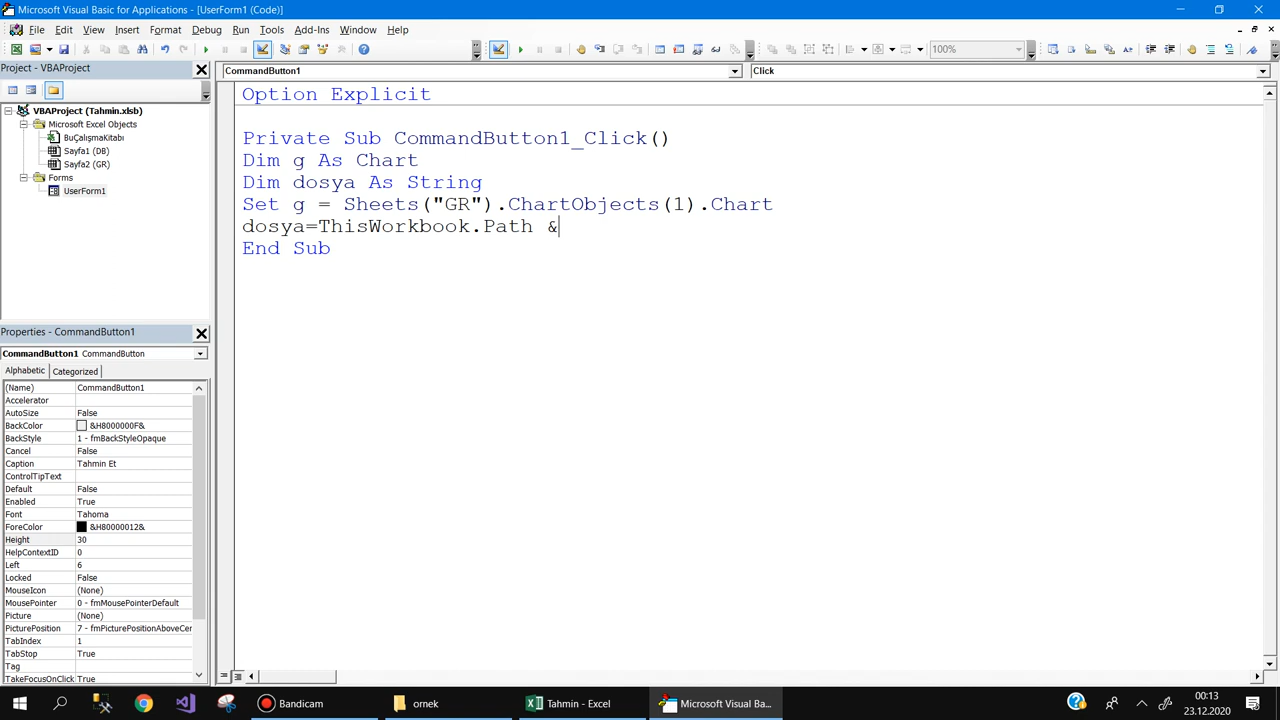 Microsoft Visual Basic for Applications - [UserForm1 (Code)]
File Edit View Insert Format Debug Run Tools Add-Ins Window Help
100%
Project - VBAProject
VBAProject (Tahmin.xlsb)
Microsoft Excel Objects
BuÇalışmaKitabı
Sayfa1 (DB)
Sayfa2 (GR)
Forms
UserForm1
Properties - CommandButton1
CommandButton1 CommandButton
Alphabetic Categorized
(Name) CommandButton1
Accelerator
AutoSize False
BackColor &H8000000F&
BackStyle 1 - fmBackStyleOpaque
Cancel False
Caption Tahmin Et
ControlTipText
Default False
Enabled True
Font Tahoma
ForeColor &H80000012&
Height 30
HelpContextID 0
Left 6
Locked False
MouseIcon (None)
MousePointer 0 - fmMousePointerDefault
Picture (None)
PicturePosition 7 - fmPicturePositionAboveCer
TabIndex 1
TabStop True
Tag
TakeFocusOnClick True
CommandButton1 Click
Option Explicit
Private Sub CommandButton1_Click()
Dim g As Chart
Dim dosya As String
Set g = Sheets("GR").ChartObjects(1).Chart
dosya=ThisWorkbook.Path &
End Sub
Bandicam
ornek
Tahmin - Excel
Microsoft Visual Ba...
00:13
23.12.2020